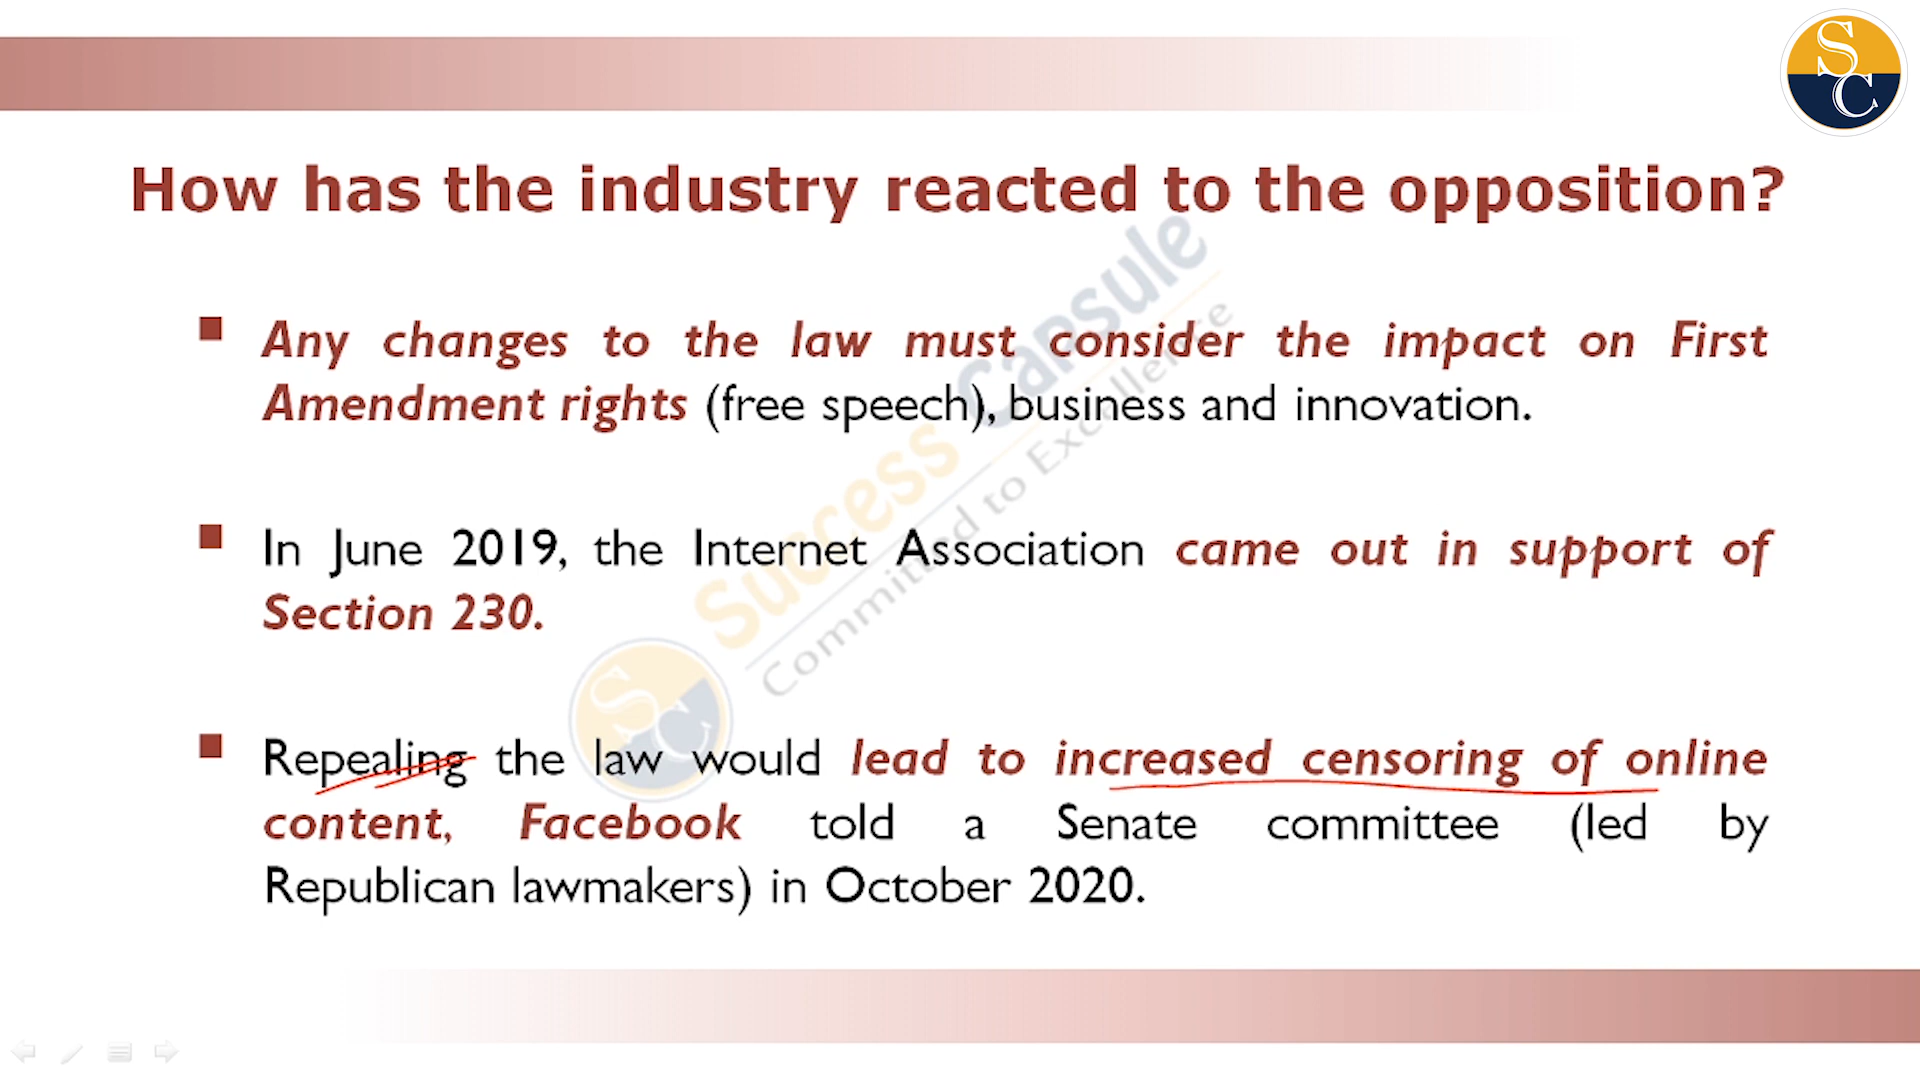 SC
How has the industry reacted to the opposition?
Any changes to the law must consider the impact on First
Amendment rights (free speech), business and innovation.
In June 2019, the Internet Association came out in support of
Section 230.
Repealing the law would lead to increased censoring of online
content, Facebook told a Senate committee (led by
Republican lawmakers) in October 2020.
SC
Success Capsule
Committed to Excellence